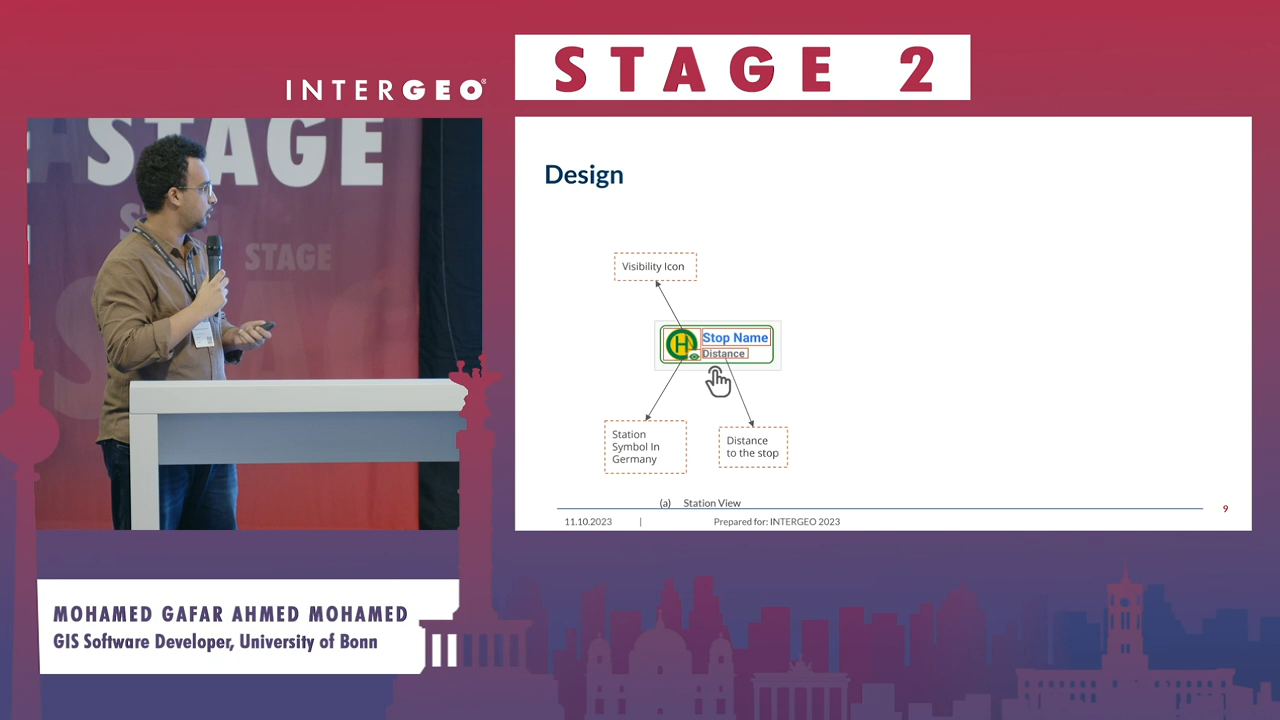 STAGE 2
INTERGEO®
STAGE
STAGE
Design
Visibility Icon
H
Stop Name
Distance
Station
Symbol In
Germany
Distance
to the stop
(a) Station View
9
11.10.2023 | Prepared for: INTERGEO 2023
MOHAMED GAFAR AHMED MOHAMED
GIS Software Developer, University of Bonn